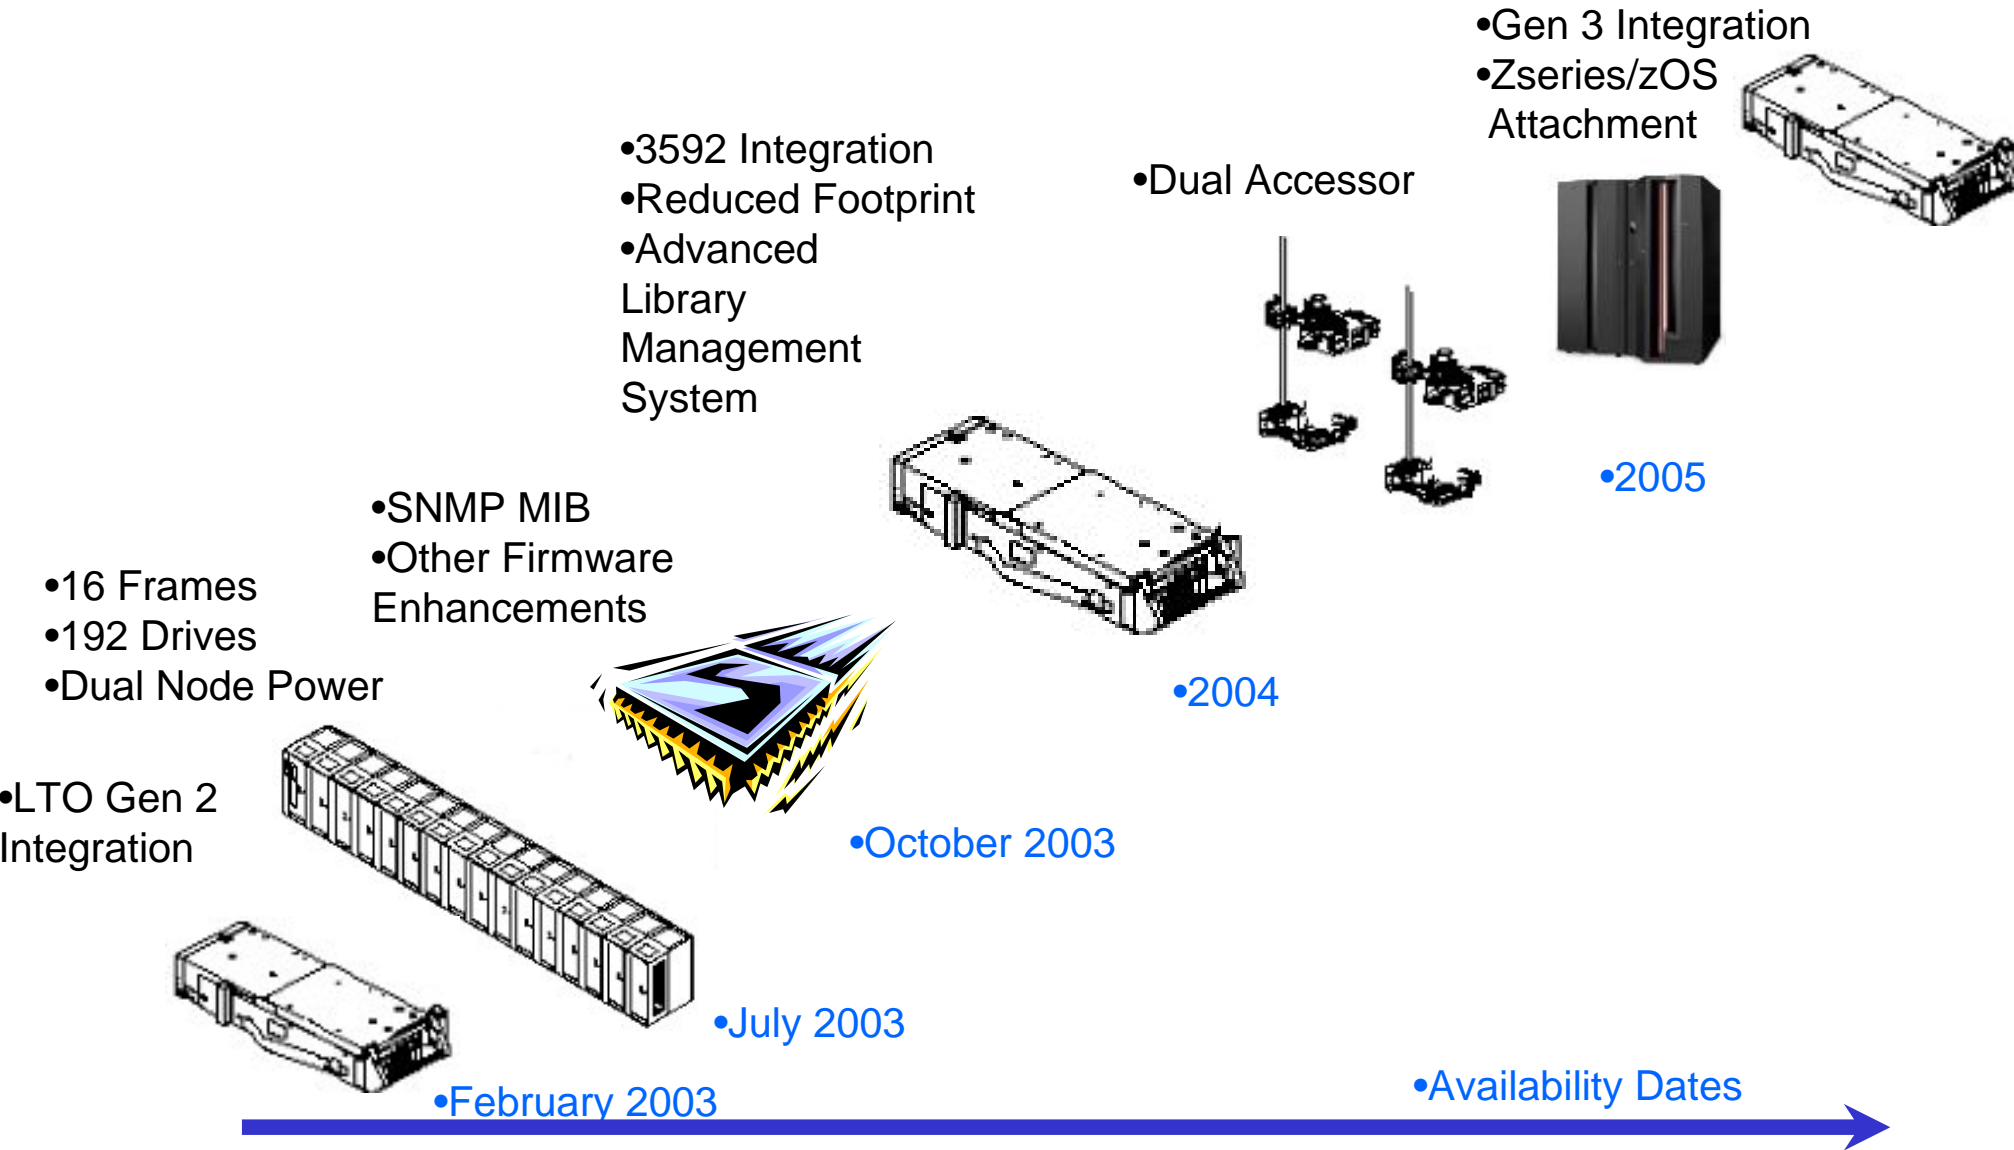 •Gen 3 Integration
•Zseries/zOS
Attachment
•3592 Integration
•Reduced Footprint
•Advanced
Library
Management
System
•Dual Accessor
•2005
•SNMP MIB
•Other Firmware
Enhancements
•16 Frames
•192 Drives
•Dual Node Power
•2004
•LTO Gen 2
Integration
•October 2003
•July 2003
•February 2003
•Availability Dates